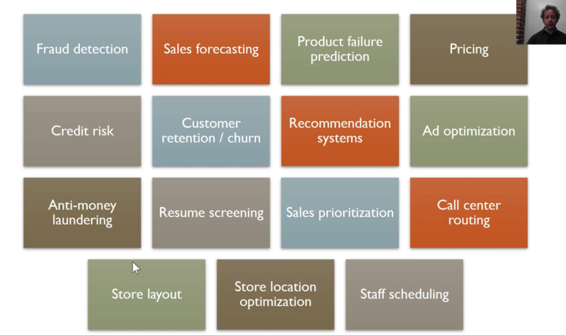 Fraud detection
Sales forecasting
Product failure
prediction
Pricing
Credit risk
Customer
retention / churn
Recommendation
systems
Ad optimization
Anti-money
laundering
Resume screening
Sales prioritization
Call center
routing
Store layout
Store location
optimization
Staff scheduling